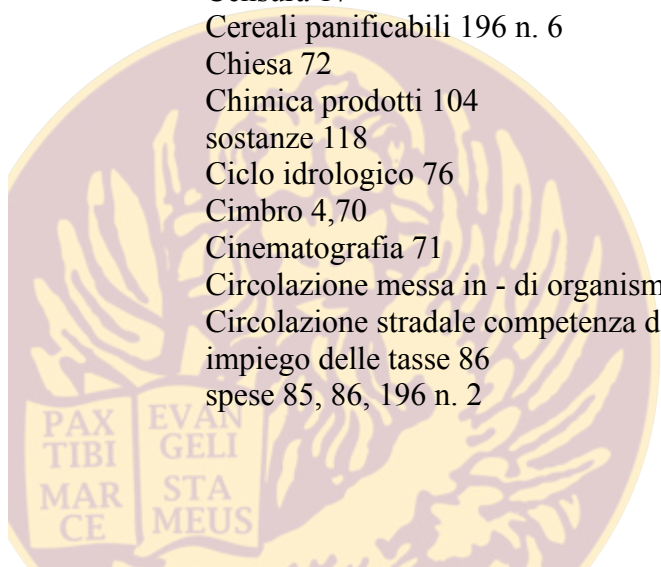 Cereali panificabili 196 n. 6
Chiesa 72
Chimica prodotti 104
sostanze 118
Ciclo idrologico 76
Cimbro 4,70
Cinematografia 71
Circolazione messa in - di organism
Circolazione stradale competenza d
impiego delle tasse 86
spese 85, 86, 196 n. 2
PAX
TIBI
MAR
CE
EVAN
GELI
STA
MEUS